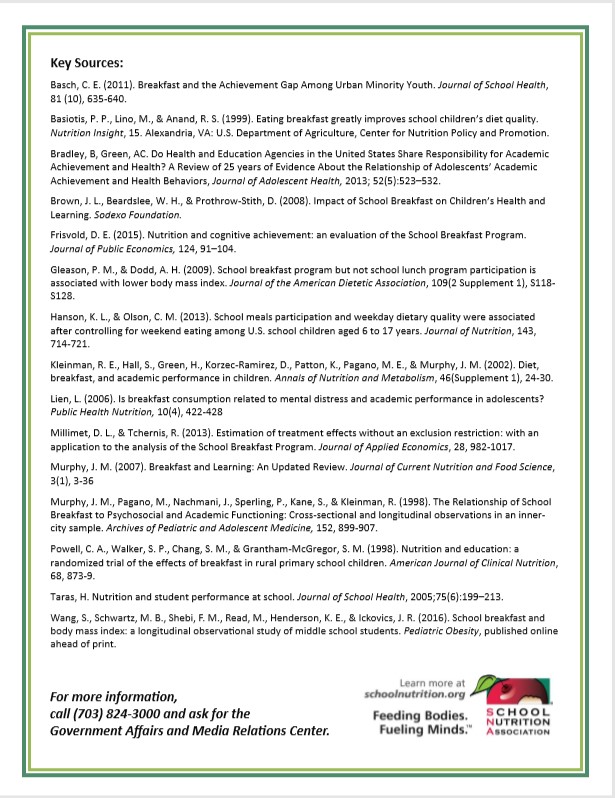 Key Sources:
Basch, C. E. (2011). Breakfast and the Achievement Gap Among Urban Minority Youth. Journal of School Health,
81 (10), 635-640.
Basiotis, P. P., Lino, M., & Anand, R. S. (1999). Eating breakfast greatly improves school children’s diet quality.
Nutrition Insight, 15. Alexandria, VA: U.S. Department of Agriculture, Center for Nutrition Policy and Promotion.
Bradley, B, Green, AC. Do Health and Education Agencies in the United States Share Responsibility for Academic
Achievement and Health? A Review of 25 years of Evidence About the Relationship of Adolescents’ Academic
Achievement and Health Behaviors, Journal of Adolescent Health, 2013; 52(5):523–532.
Brown, J. L., Beardslee, W. H., & Prothrow-Stith, D. (2008). Impact of School Breakfast on Children’s Health and
Learning. Sodexo Foundation.
Frisvold, D. E. (2015). Nutrition and cognitive achievement: an evaluation of the School Breakfast Program.
Journal of Public Economics, 124, 91–104.
Gleason, P. M., & Dodd, A. H. (2009). School breakfast program but not school lunch program participation is
associated with lower body mass index. Journal of the American Dietetic Association, 109(2 Supplement 1), S118-
S128.
Hanson, K. L., & Olson, C. M. (2013). School meals participation and weekday dietary quality were associated
after controlling for weekend eating among U.S. school children aged 6 to 17 years. Journal of Nutrition, 143,
714-721.
Kleinman, R. E., Hall, S., Green, H., Korzec-Ramirez, D., Patton, K., Pagano, M. E., & Murphy, J. M. (2002). Diet,
breakfast, and academic performance in children. Annals of Nutrition and Metabolism, 46(Supplement 1), 24-30.
Lien, L. (2006). Is breakfast consumption related to mental distress and academic performance in adolescents?
Public Health Nutrition, 10(4), 422-428
Millimet, D. L., & Tchernis, R. (2013). Estimation of treatment effects without an exclusion restriction: with an
application to the analysis of the School Breakfast Program. Journal of Applied Economics, 28, 982-1017.
Murphy, J. M. (2007). Breakfast and Learning: An Updated Review. Journal of Current Nutrition and Food Science,
3(1), 3-36
Murphy, J. M., Pagano, M., Nachmani, J., Sperling, P., Kane, S., & Kleinman, R. (1998). The Relationship of School
Breakfast to Psychosocial and Academic Functioning: Cross-sectional and longitudinal observations in an inner-
city sample. Archives of Pediatric and Adolescent Medicine, 152, 899-907.
Powell, C. A., Walker, S. P., Chang, S. M., & Grantham-McGregor, S. M. (1998). Nutrition and education: a
randomized trial of the effects of breakfast in rural primary school children. American Journal of Clinical Nutrition,
68, 873-9.
Taras, H. Nutrition and student performance at school. Journal of School Health, 2005;75(6):199–213.
Wang, S., Schwartz, M. B., Shebi, F. M., Read, M., Henderson, K. E., & Ickovics, J. R. (2016). School breakfast and
body mass index: a longitudinal observational study of middle school students. Pediatric Obesity, published online
ahead of print.
For more information,
call (703) 824-3000 and ask for the
Government Affairs and Media Relations Center.
Learn more at
schoolnutrition.org
Feeding Bodies.
Fueling Minds.™
SCHOOL
NUTRITION
ASSOCIATION